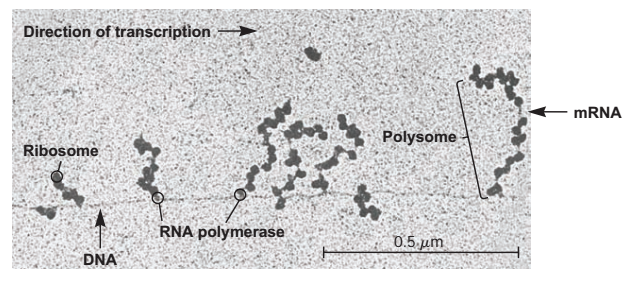 Direction of transcription
mRNA
Polysome
Ribosome
RNA polymerase
0.5 μm
DNA